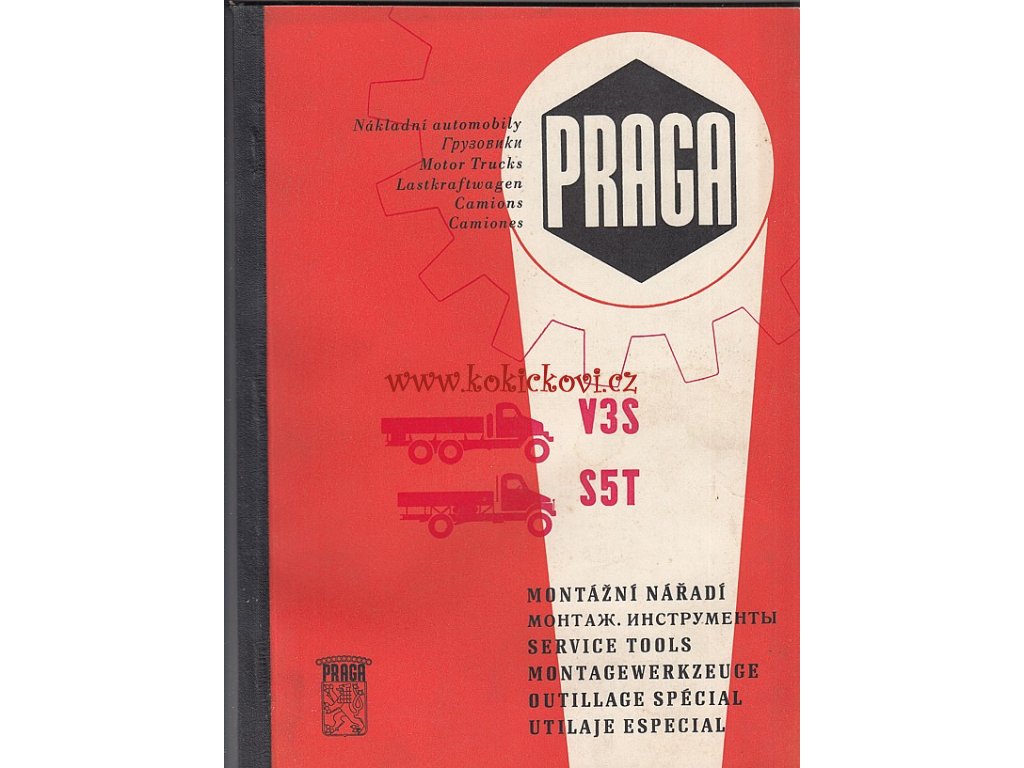 Nákladní automobily
Грузовики
Motor Trucks
Lastkraftwagen
Camions
Camiones
PRAGA
www.kokickovi.cz
V3S
S5T
MONTÁŽNÍ NÁŘADÍ
МОНТАЖ. ИНСТРУМЕНТЫ
SERVICE TOOLS
MONTAGEWERKZEUGE
OUTILLAGE SPÉCIAL
UTILAJE ESPECIAL
PRAGA